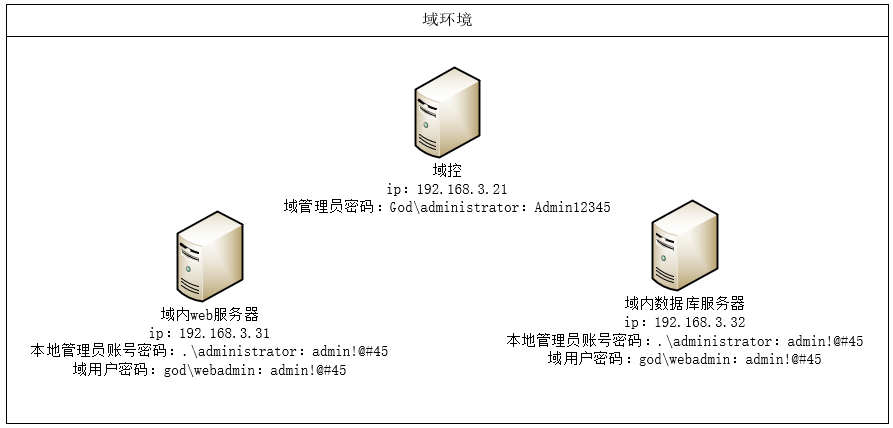 域环境
域控
ip：192.168.3.21
域管理员密码：God\administrator：Admin12345
域内web服务器
ip：192.168.3.31
本地管理员账号密码：.\administrator：admin!@#45
域用户密码：god\webadmin：admin!@#45
域内数据库服务器
ip：192.168.3.32
本地管理员账号密码：.\administrator：admin!@#45
域用户密码：god\webadmin：admin!@#45